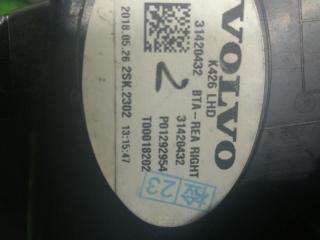 VOLVO
K426 LHD
31420432 BTA-REA RIGHT
31420432
P01292954
T00018202
2
2018.05.26 2SK.2302 13:15:47
检 23